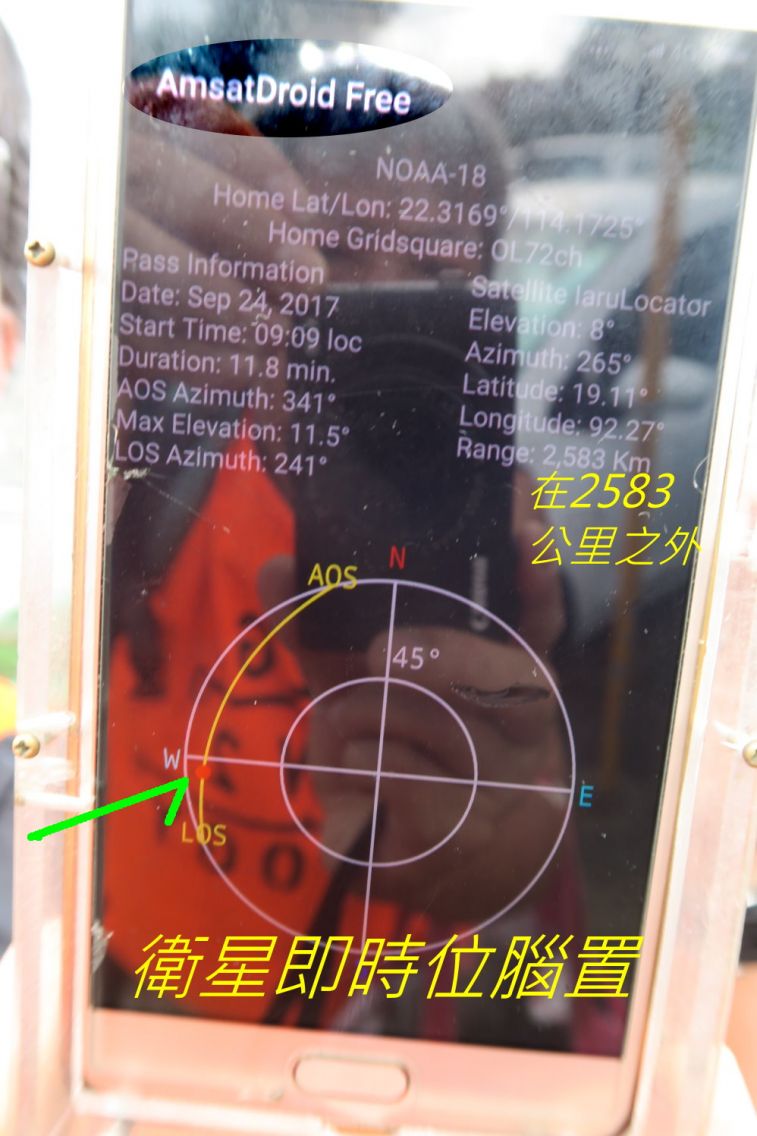 AmsatDroid Free
NOAA-18
Home Lat/Lon: 22.3169°/114.1725°
Home Gridsquare: OL72ch
Pass Information
Date: Sep 24, 2017
Start Time: 09:09 loc
Duration: 11.8 min.
AOS Azimuth: 341°
Max Elevation: 11.5°
LOS Azimuth: 241°
Satellite IaruLocator
Elevation: 8°
Azimuth: 265°
Latitude: 19.11°
Longitude: 92.27°
Range: 2,583 Km
在2583
公里之外
N
AOS
45°
W
E
LOS
衛星即時位腦置